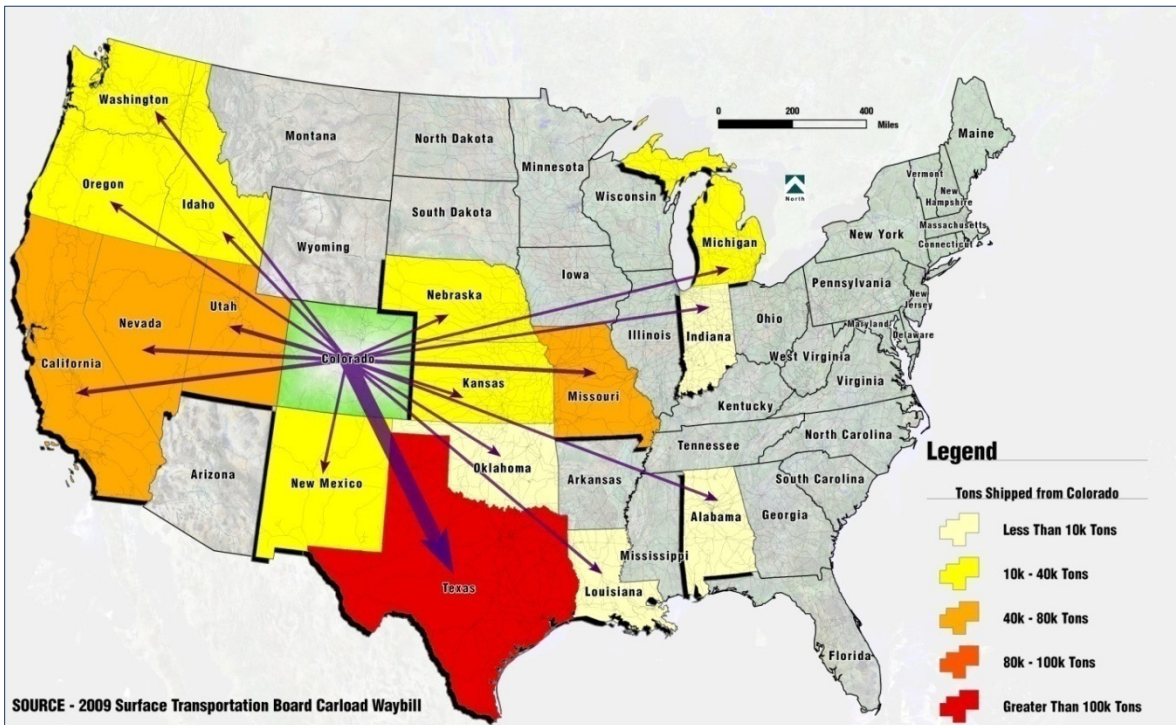 Washington
Montana
North Dakota
Minnesota
Maine
Oregon
Idaho
South Dakota
Wisconsin
Vermont
New
Hampshire
Wyoming
Michigan
New York
Massachusetts
Connecticut
Iowa
Nebraska
Pennsylvania
New
Jersey
Utah
Nevada
California
Colorado
Illinois
Indiana
Ohio
Maryland
Delaware
West Virginia
Virginia
Kansas
Missouri
Kentucky
Arizona
New Mexico
Oklahoma
Arkansas
Tennessee
North Carolina
South Carolina
Georgia
Alabama
Mississippi
Texas
Louisiana
Florida
0 200 400
Miles
North
Legend
Tons Shipped from Colorado
Less Than 10k Tons
10k - 40k Tons
40k - 80k Tons
80k - 100k Tons
Greater Than 100k Tons
SOURCE - 2009 Surface Transportation Board Carload Waybill